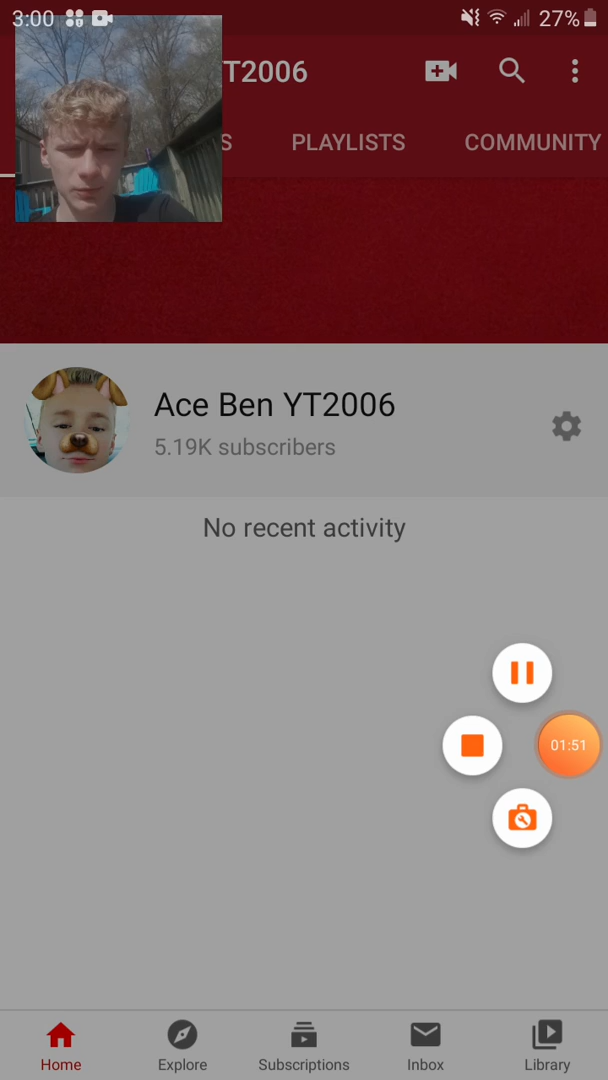 3:00 27%
T2006
S PLAYLISTS COMMUNITY
Ace Ben YT2006
5.19K subscribers
No recent activity
01:51
Home Explore Subscriptions Inbox Library